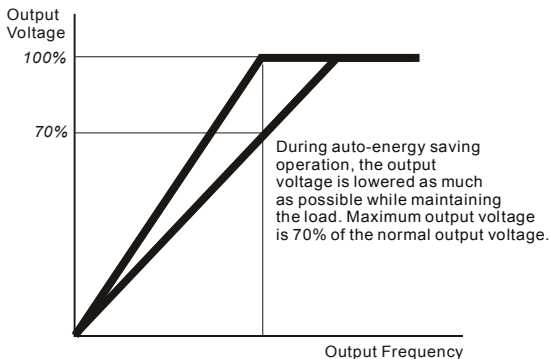 Output
Voltage
100%
70%
During auto-energy saving
operation, the output
voltage is lowered as much
as possible while maintaining
the load. Maximum output voltage
is 70% of the normal output voltage.
Output Frequency